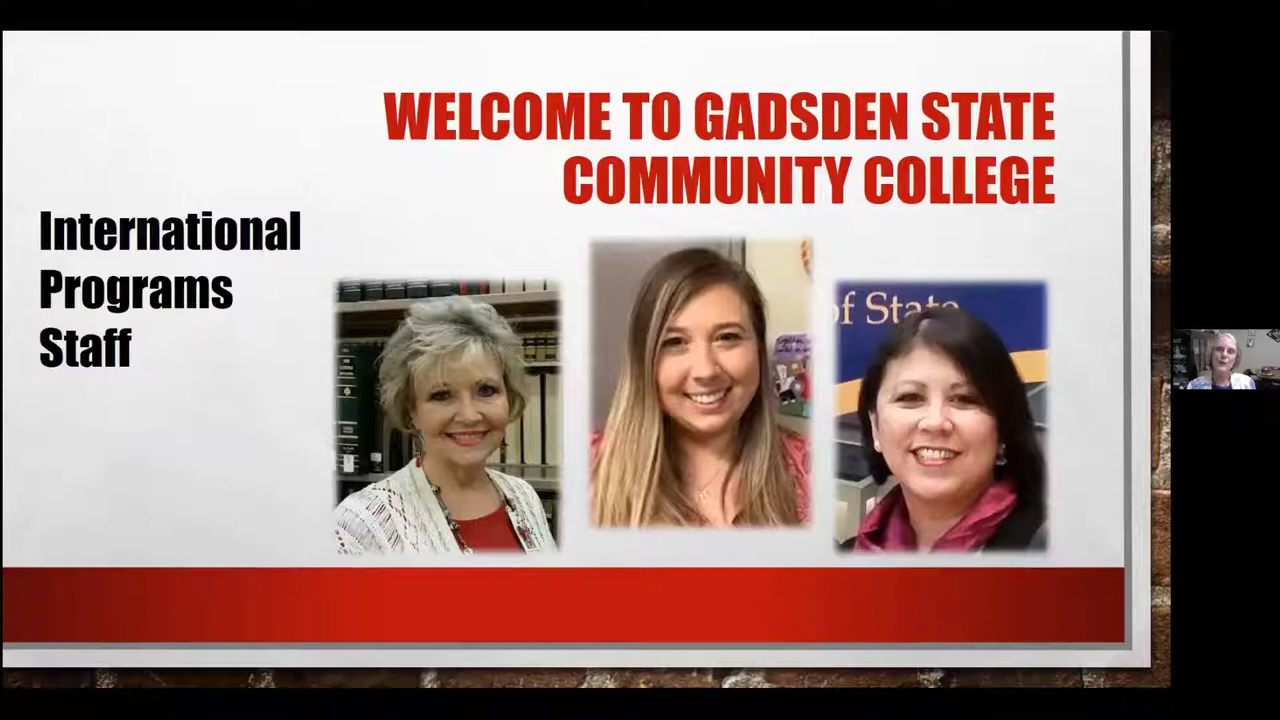 WELCOME TO GADSDEN STATE
COMMUNITY COLLEGE
International
Programs
Staff
of State